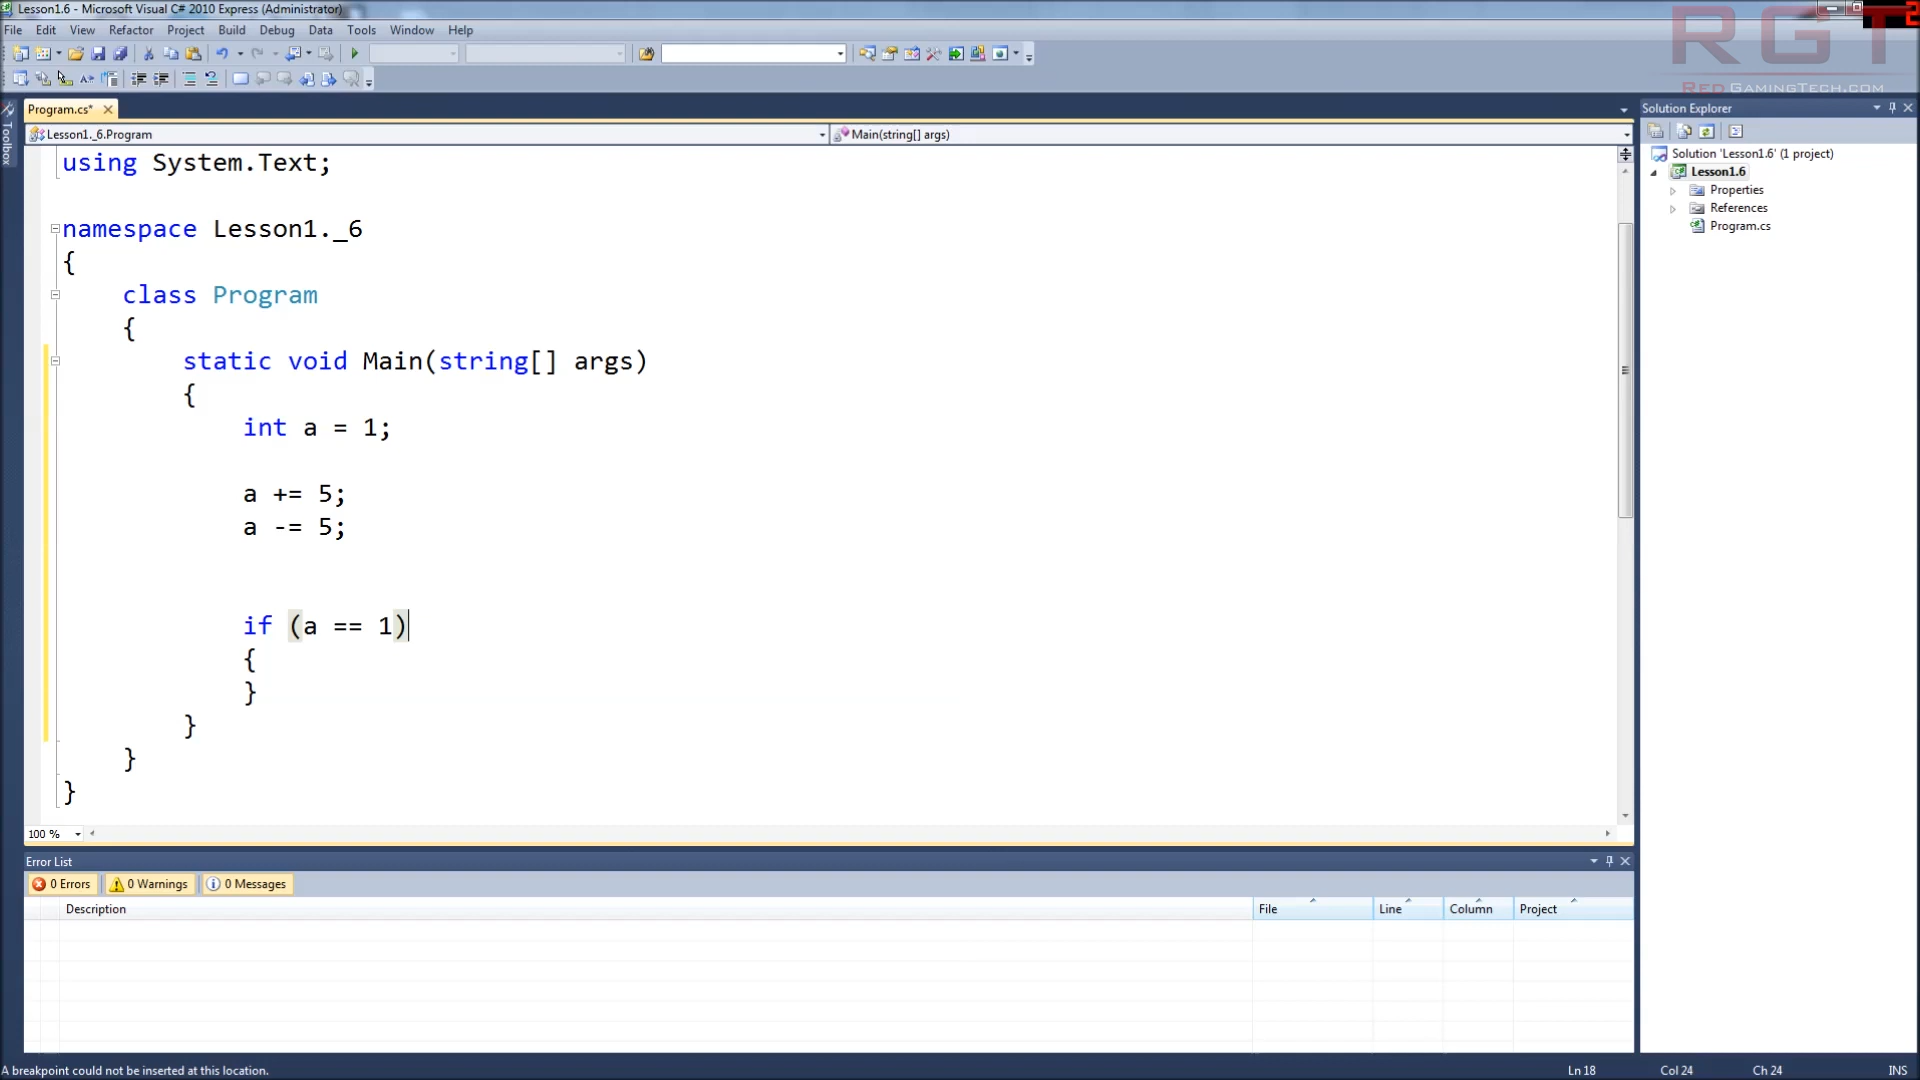 Lesson1.6 - Microsoft Visual C# 2010 Express (Administrator)
File Edit View Refactor Project Build Debug Data Tools Window Help
RGT2
REDGAMINGTECH.COM
Program.cs*
Lesson1._6.Program
Main(string[] args)
Toolbox
using System.Text;
namespace Lesson1._6
{
class Program
{
static void Main(string[] args)
{
int a = 1;
a += 5;
a -= 5;
if (a == 1)
{
}
}
}
}
100 %
Solution Explorer
Solution 'Lesson1.6' (1 project)
Lesson1.6
Properties
References
Program.cs
Error List
0 Errors 0 Warnings 0 Messages
Description File Line Column Project
A breakpoint could not be inserted at this location. Ln 18 Col 24 Ch 24 INS